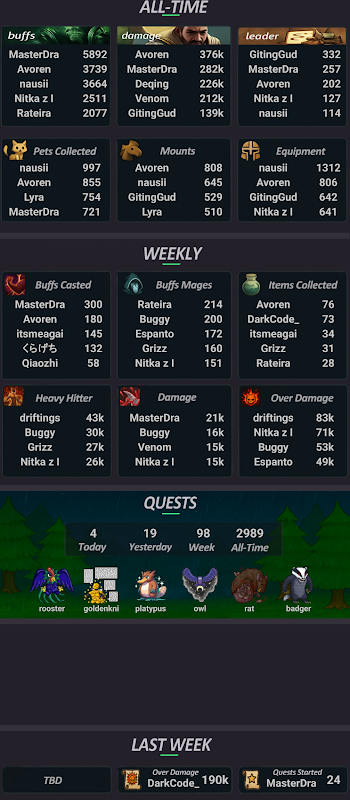 ALL-TIME
buffs
MasterDra 5892
Avoren 3739
nausii 3664
Nitka z l 2511
Rateira 2077
damage
Avoren 376k
MasterDra 282k
Deqing 226k
Venom 212k
GitingGud 139k
leader
GitingGud 332
MasterDra 257
Avoren 202
Nitka z l 127
nausii 114
Pets Collected
nausii 997
Avoren 855
Lyra 754
MasterDra 721
Mounts
Avoren 808
nausii 645
GitingGud 529
Lyra 510
Equipment
nausii 1312
Avoren 806
GitingGud 642
Nitka z l 641
WEEKLY
Buffs Casted
MasterDra 300
Avoren 180
itsmeagai 145
くらげち 132
Qiaozhi 58
Buffs Mages
Rateira 214
Buggy 200
Espanto 172
Grizz 160
Nitka z l 151
Items Collected
Avoren 76
DarkCode_ 73
itsmeagai 34
Grizz 31
Rateira 28
Heavy Hitter
driftings 43k
Buggy 30k
Grizz 27k
Nitka z l 26k
Damage
MasterDra 21k
Buggy 16k
Venom 15k
Nitka z l 15k
Over Damage
driftings 83k
Nitka z l 71k
Buggy 53k
Espanto 49k
QUESTS
4 19 98 2989
Today Yesterday Week All-Time
rooster goldenkni platypus owl rat badger
LAST WEEK
TBD
Over Damage
DarkCode_ 190k
Quests Started
MasterDra 24